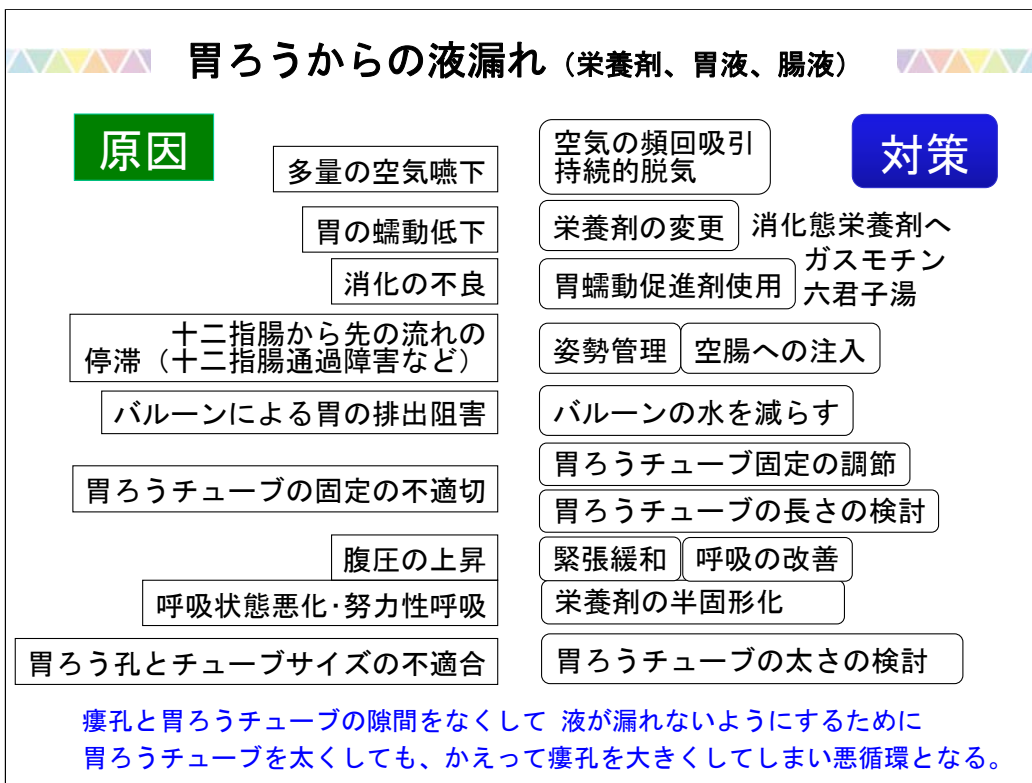 胃ろうからの液漏れ（栄養剤、胃液、腸液）
原因
対策
多量の空気嚥下
空気の頻回吸引
持続的脱気
胃の蠕動低下
栄養剤の変更 消化態栄養剤へ
消化の不良
胃蠕動促進剤使用
ガスモチン
六君子湯
十二指腸から先の流れの
停滞（十二指腸通過障害など）
姿勢管理 空腸への注入
バルーンによる胃の排出阻害
バルーンの水を減らす
胃ろうチューブの固定の不適切
胃ろうチューブ固定の調節
胃ろうチューブの長さの検討
腹圧の上昇
緊張緩和 呼吸の改善
呼吸状態悪化･努力性呼吸
栄養剤の半固形化
胃ろう孔とチューブサイズの不適合
胃ろうチューブの太さの検討
瘻孔と胃ろうチューブの隙間をなくして 液が漏れないようにするために
胃ろうチューブを太くしても、かえって瘻孔を大きくしてしまい悪循環となる。